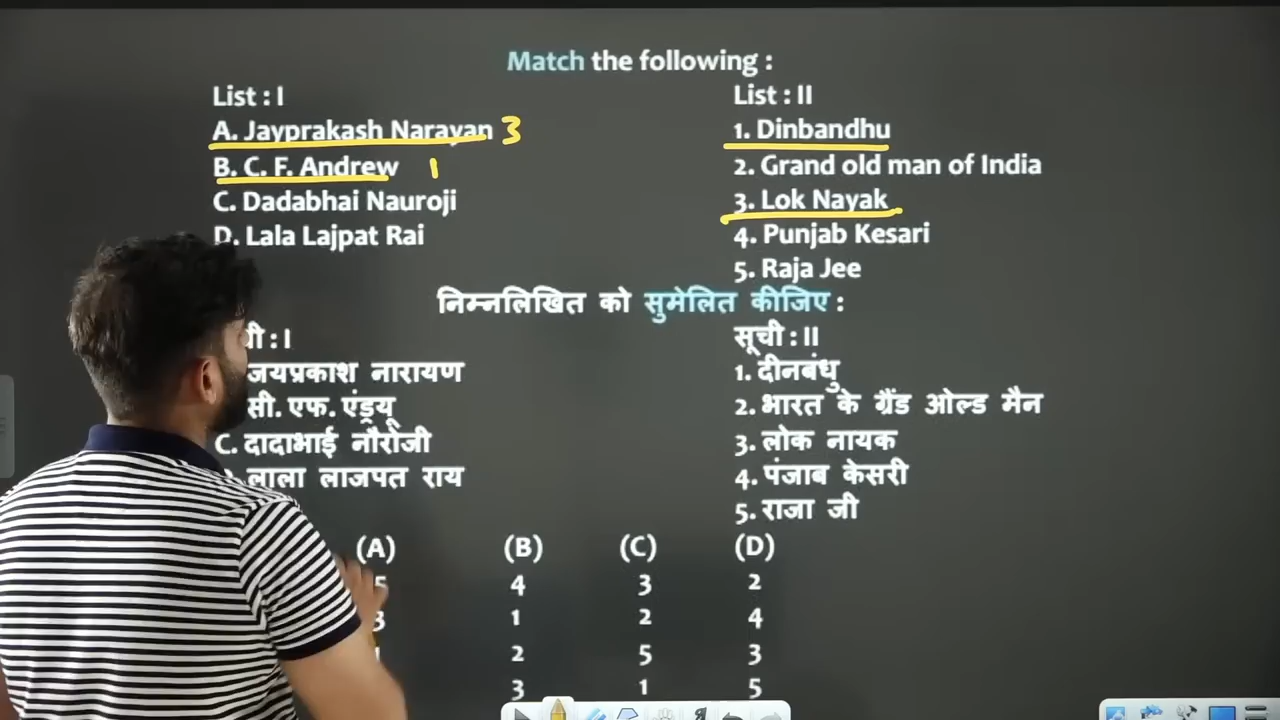 Match the following :
List : I List : II
A. Jayprakash Narayan 3 1. Dinbandhu
B. C. F. Andrew 1 2. Grand old man of India
C. Dadabhai Nauroji 3. Lok Nayak
D. Lala Lajpat Rai 4. Punjab Kesari
5. Raja Jee
निम्नलिखित को सुमेलित कीजिए :
: I सूची : II
जयप्रकाश नारायण 1. दीनबंधु
सी. एफ. एंड्रयू 2. भारत के ग्रैंड ओल्ड मैन
C. दादाभाई नौरोजी 3. लोक नायक
लाला लाजपत राय 4. पंजाब केसरी
5. राजा जी
(A) (B) (C) (D)
5 4 3 2
3 1 2 4
2 5 3
3 1 5